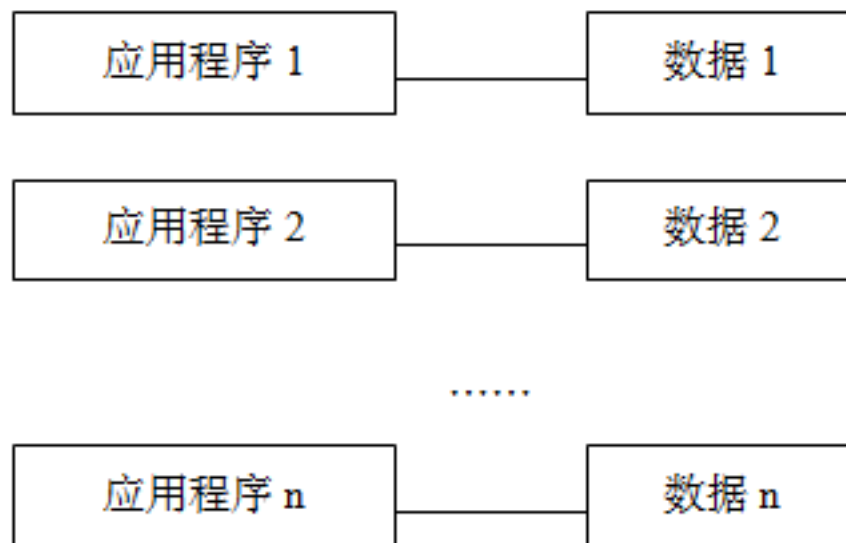 应用程序 1
数据 1
应用程序 2
数据 2
……
应用程序 n
数据 n